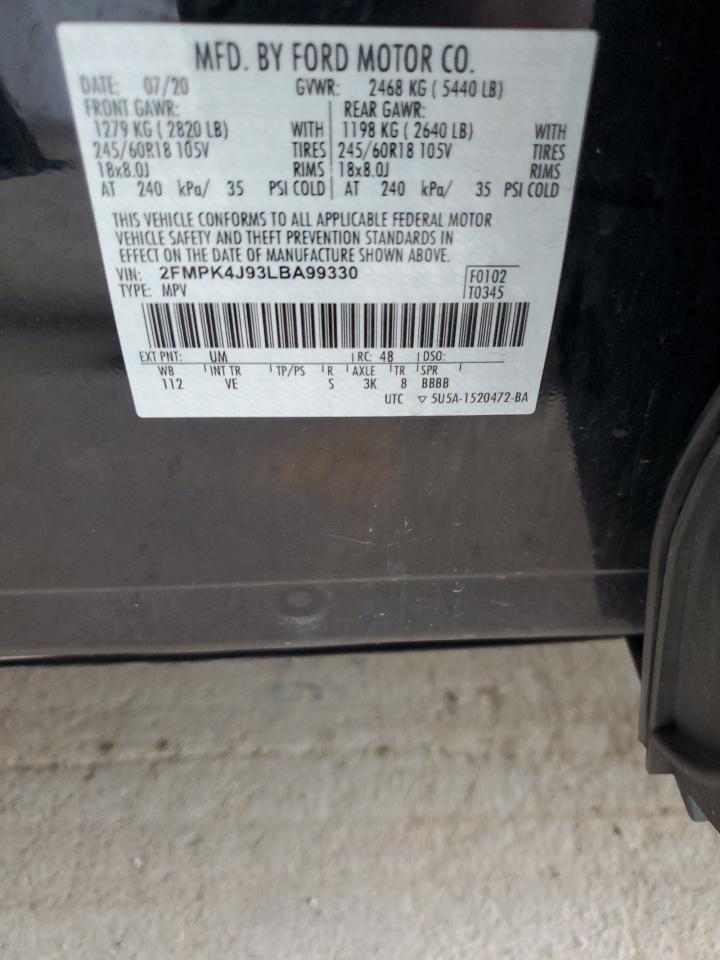 MFD. BY FORD MOTOR CO.
DATE: 07/20 GVWR: 2468 KG ( 5440 LB)
FRONT GAWR: REAR GAWR:
1279 KG ( 2820 LB) WITH 1198 KG ( 2640 LB) WITH
245/60R18 105V TIRES 245/60R18 105V TIRES
18x8.0J RIMS 18x8.0J RIMS
AT 240 kPa/ 35 PSI COLD AT 240 kPa/ 35 PSI COLD
THIS VEHICLE CONFORMS TO ALL APPLICABLE FEDERAL MOTOR
VEHICLE SAFETY AND THEFT PREVENTION STANDARDS IN
EFFECT ON THE DATE OF MANUFACTURE SHOWN ABOVE.
VIN: 2FMPK4J93LBA99330 F0102
TYPE: MPV T0345
EXT PNT: UM RC: 48 DSO:
WB INT TR TP/PS R AXLE TR SPR
112 VE S 3K 8 BBBB
UTC ▽ 5U5A-1520472-BA